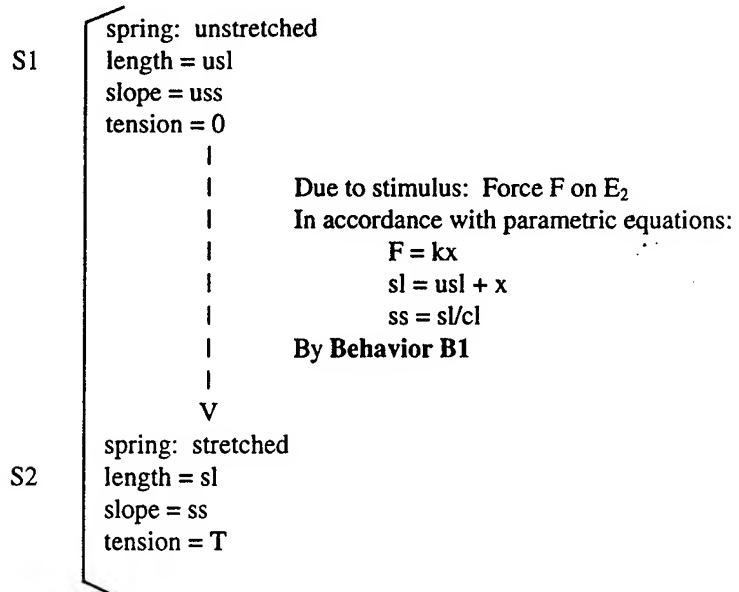 spring: unstretched
S1 length = usl
slope = uss
tension = 0
Due to stimulus: Force F on E₂
In accordance with parametric equations:
F = kx
sl = usl + x
ss = sl/cl
By Behavior B1
V
spring: stretched
S2 length = sl
slope = ss
tension = T